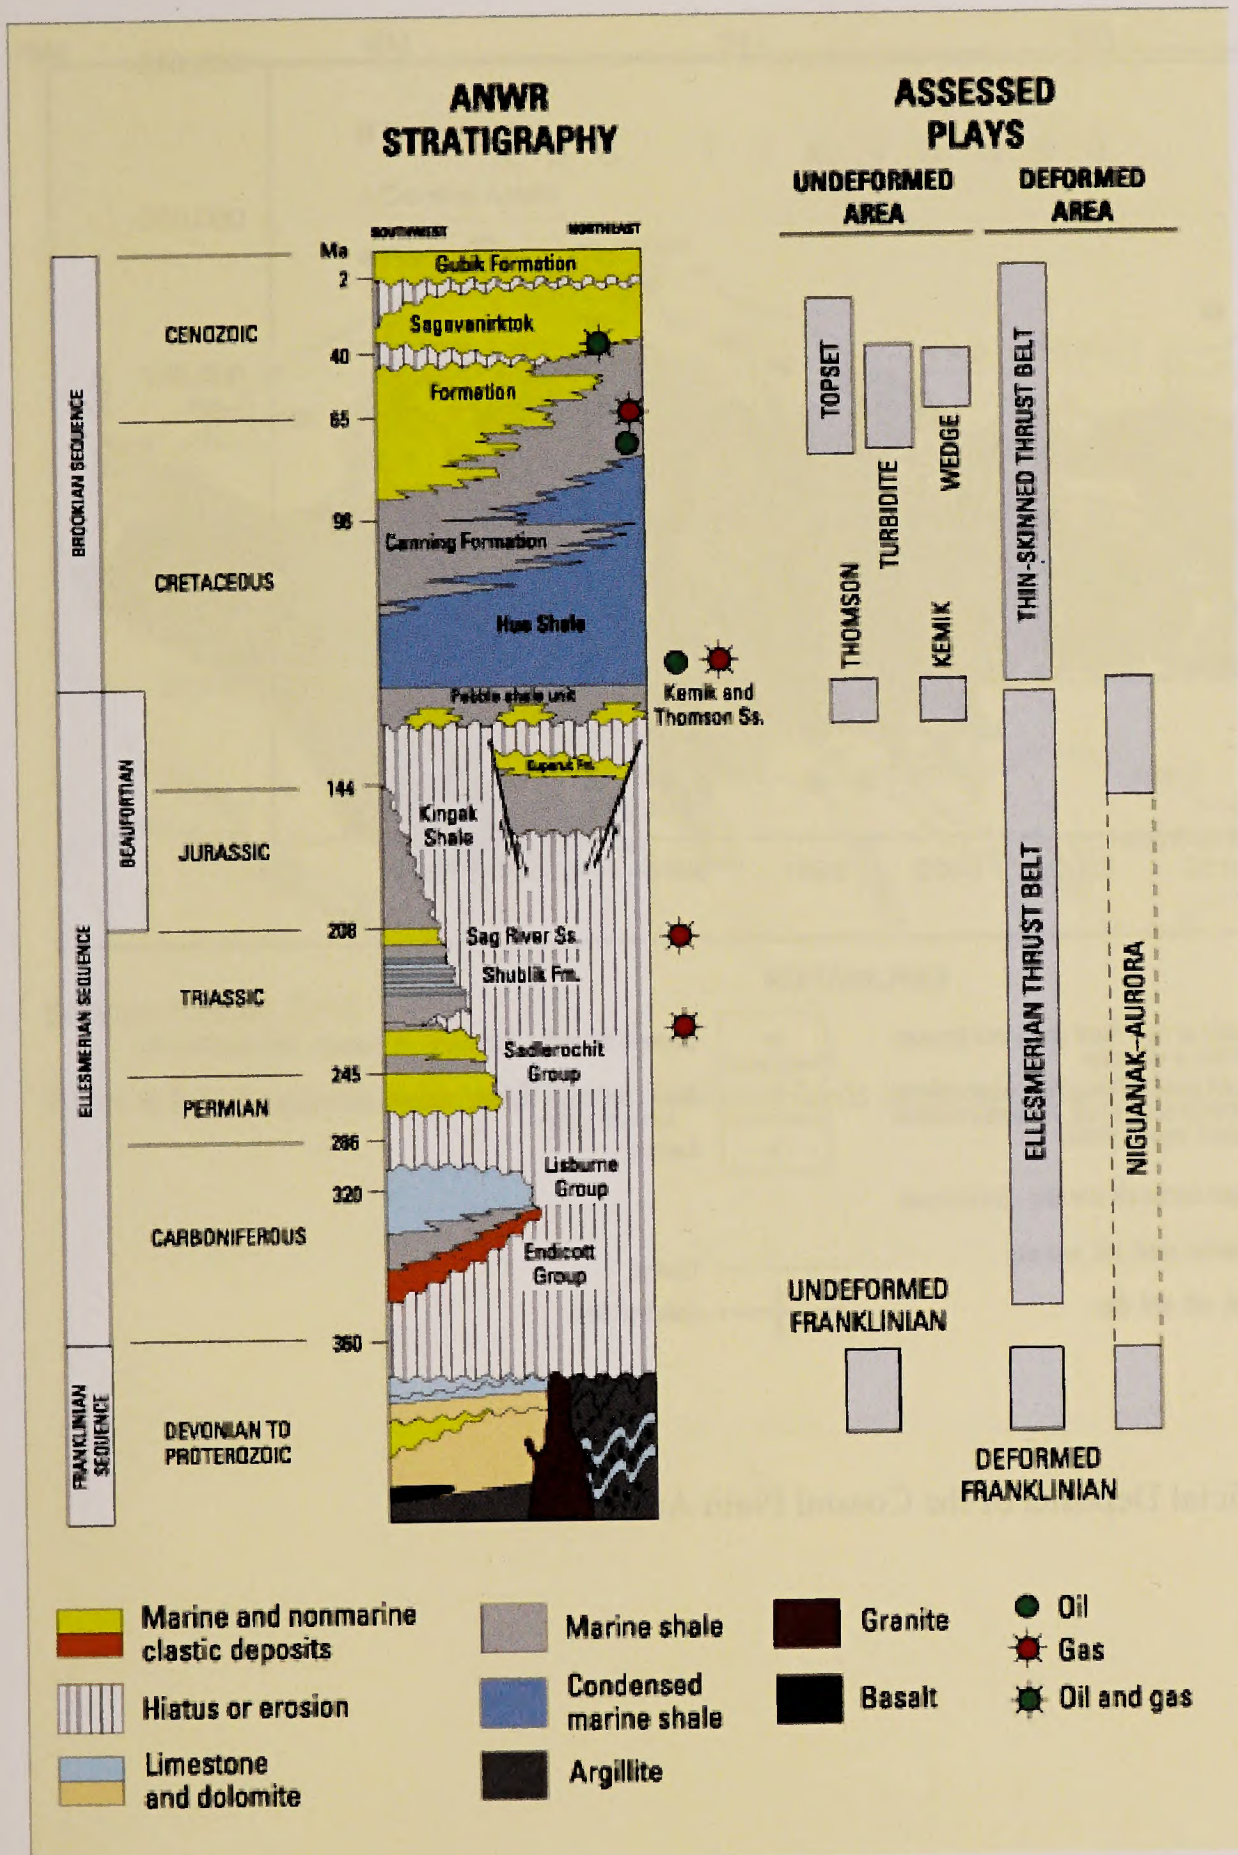 ANWR
STRATIGRAPHY
ASSESSED
PLAYS
UNDEFORMED
AREA
DEFORMED
AREA
SOUTHWEST
NORTHEAST
Ma
2
40
65
96
144
208
245
286
320
360
BROOKIAN SEQUENCE
BEAUFORTIAN
ELLESMERIAN SEQUENCE
FRANKLINIAN
SEQUENCE
CENOZOIC
CRETACEOUS
JURASSIC
TRIASSIC
PERMIAN
CARBONIFEROUS
DEVONIAN TO
PROTEROZOIC
Gubik Formation
Sagavanirktok
Formation
Canning Formation
Hue Shale
Pebble shale unit
Kemik and
Thomson Ss.
Kuparuk Fm.
Kingak
Shale
Sag River Ss.
Shublik Fm.
Sadlerochit
Group
Lisburne
Group
Endicott
Group
TOPSET
TURBIDITE
WEDGE
THOMSON
KEMIK
THIN-SKINNED THRUST BELT
ELLESMERIAN THRUST BELT
NIGUANAK–AURORA
UNDEFORMED
FRANKLINIAN
DEFORMED
FRANKLINIAN
Marine and nonmarine
clastic deposits
Hiatus or erosion
Limestone
and dolomite
Marine shale
Condensed
marine shale
Argillite
Granite
Basalt
Oil
Gas
Oil and gas